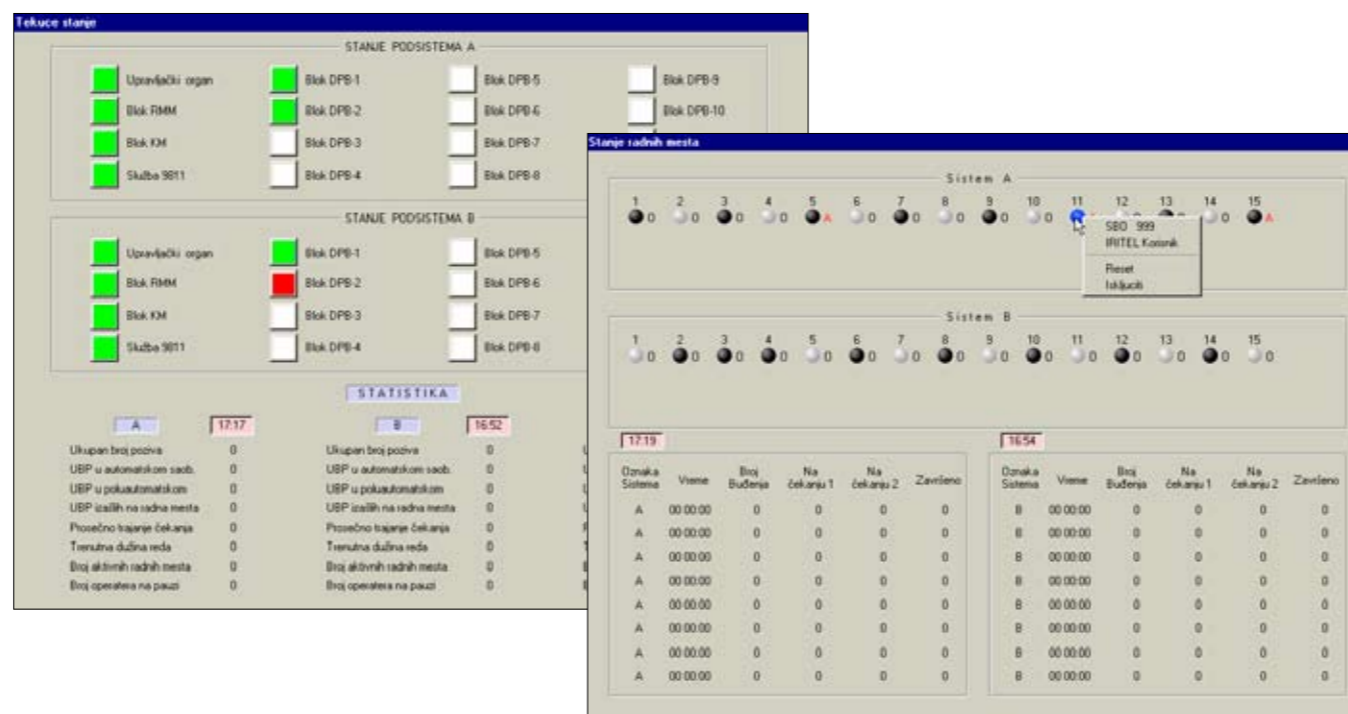 Tekuce stanje
STANJE PODSISTEMA A
Upravljački organ Blok DPB-1 Blok DPB-5 Blok DPB-9
Blok RMM Blok DPB-2 Blok DPB-6 Blok DPB-10
Blok KM Blok DPB-3 Blok DPB-7
Služba 9811 Blok DPB-4 Blok DPB-8
STANJE PODSISTEMA B
Upravljački organ Blok DPB-1 Blok DPB-5
Blok RMM Blok DPB-2 Blok DPB-6
Blok KM Blok DPB-3 Blok DPB-7
Služba 9811 Blok DPB-4 Blok DPB-8
STATISTIKA
A 17:17 B 16:52
Ukupan broj poziva 0 Ukupan broj poziva 0
UBP u automatskom saob. 0 UBP u automatskom saob. 0
UBP u poluautomatskom 0 UBP u poluautomatskom 0
UBP izašlih na radna mesta 0 UBP izašlih na radna mesta 0
Prosečno trajanje čekanja 0 Prosečno trajanje čekanja 0
Trenutna dužina reda 0 Trenutna dužina reda 0
Broj aktivnih radnih mesta 0 Broj aktivnih radnih mesta 0
Broj operatera na pauzi 0 Broj operatera na pauzi 0
Stanje radnih mesta
Sistem A
1 2 3 4 5 6 7 8 9 10 11 12 13 14 15
0 0 0 0 A 0 0 0 0 0 0 A
SBO 999
IRITEL Korisnik
Reset
Iskljuciti
Sistem B
1 2 3 4 5 6 7 8 9 10 11 12 13 14 15
0 0 0 0 0 0 0 0 0 0 0 0 0 0 0
17:19 16:54
Oznaka Sistema Vreme Broj Buđenja Na čekanju 1 Na čekanju 2 Završeno Oznaka Sistema Vreme Broj Buđenja Na čekanju 1 Na čekanju 2 Završeno
A 00:00:00 0 0 0 0 B 00:00:00 0 0 0 0
A 00:00:00 0 0 0 0 B 00:00:00 0 0 0 0
A 00:00:00 0 0 0 0 B 00:00:00 0 0 0 0
A 00:00:00 0 0 0 0 B 00:00:00 0 0 0 0
A 00:00:00 0 0 0 0 B 00:00:00 0 0 0 0
A 00:00:00 0 0 0 0 B 00:00:00 0 0 0 0
A 00:00:00 0 0 0 0 B 00:00:00 0 0 0 0
A 00:00:00 0 0 0 0 B 00:00:00 0 0 0 0